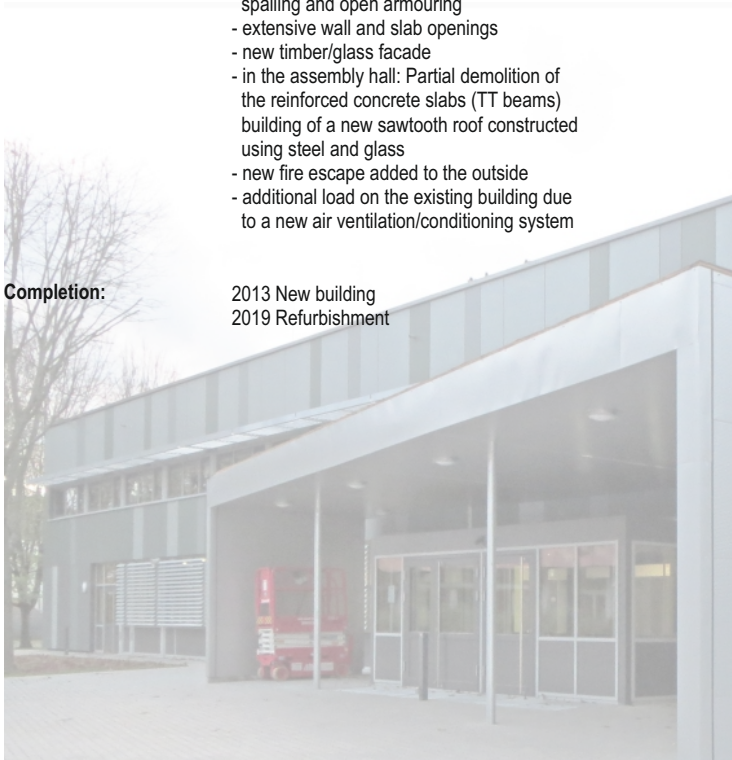 spalling and open armouring
- extensive wall and slab openings
- new timber/glass facade
- in the assembly hall: Partial demolition of
the reinforced concrete slabs (TT beams)
building of a new sawtooth roof constructed
using steel and glass
- new fire escape added to the outside
- additional load on the existing building due
to a new air ventilation/conditioning system
Completion: 2013 New building
2019 Refurbishment